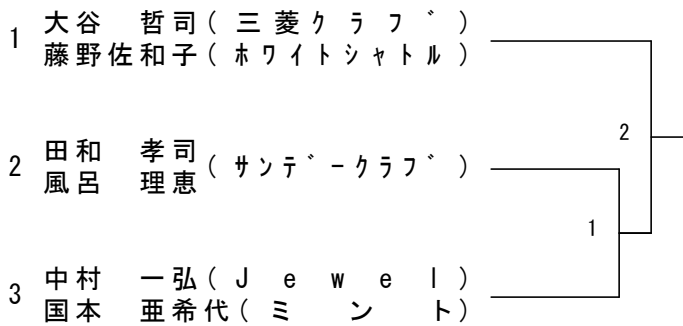 1 大谷 哲司(三菱ｸﾗﾌﾞ)
藤野佐和子(ﾎﾜｲﾄｼｬﾄﾙ)
2
2 田和 孝司
風呂 理恵
(ｻﾝﾃﾞｰｸﾗﾌﾞ)
1
3 中村 一弘(Jewel)
国本 亜希代(ミント)